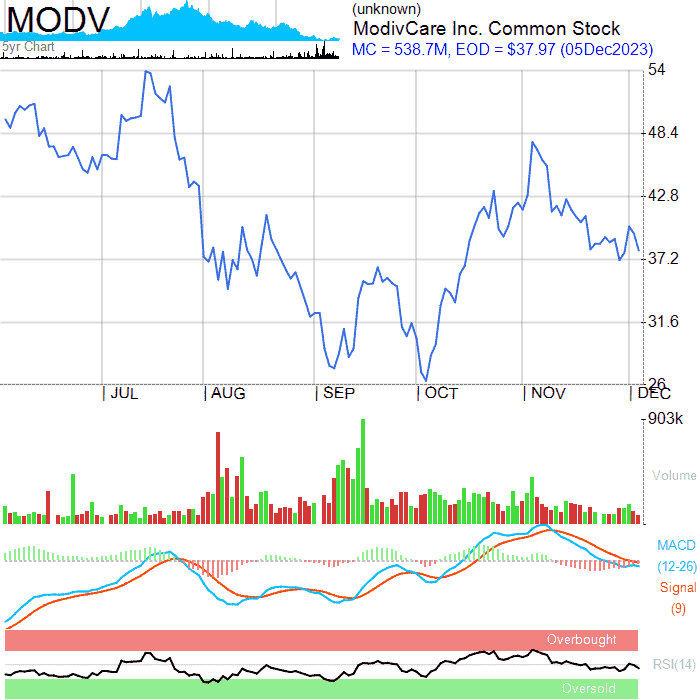 MODV
5yr Chart
(unknown)
ModivCare Inc. Common Stock
MC = 538.7M, EOD = $37.97 (05Dec2023)
54
48.4
42.8
37.2
31.6
26
| JUL | AUG | SEP | OCT | NOV | DEC
903k
Volume
MACD
(12-26)
Signal
(9)
Overbought
RSI(14)
Oversold